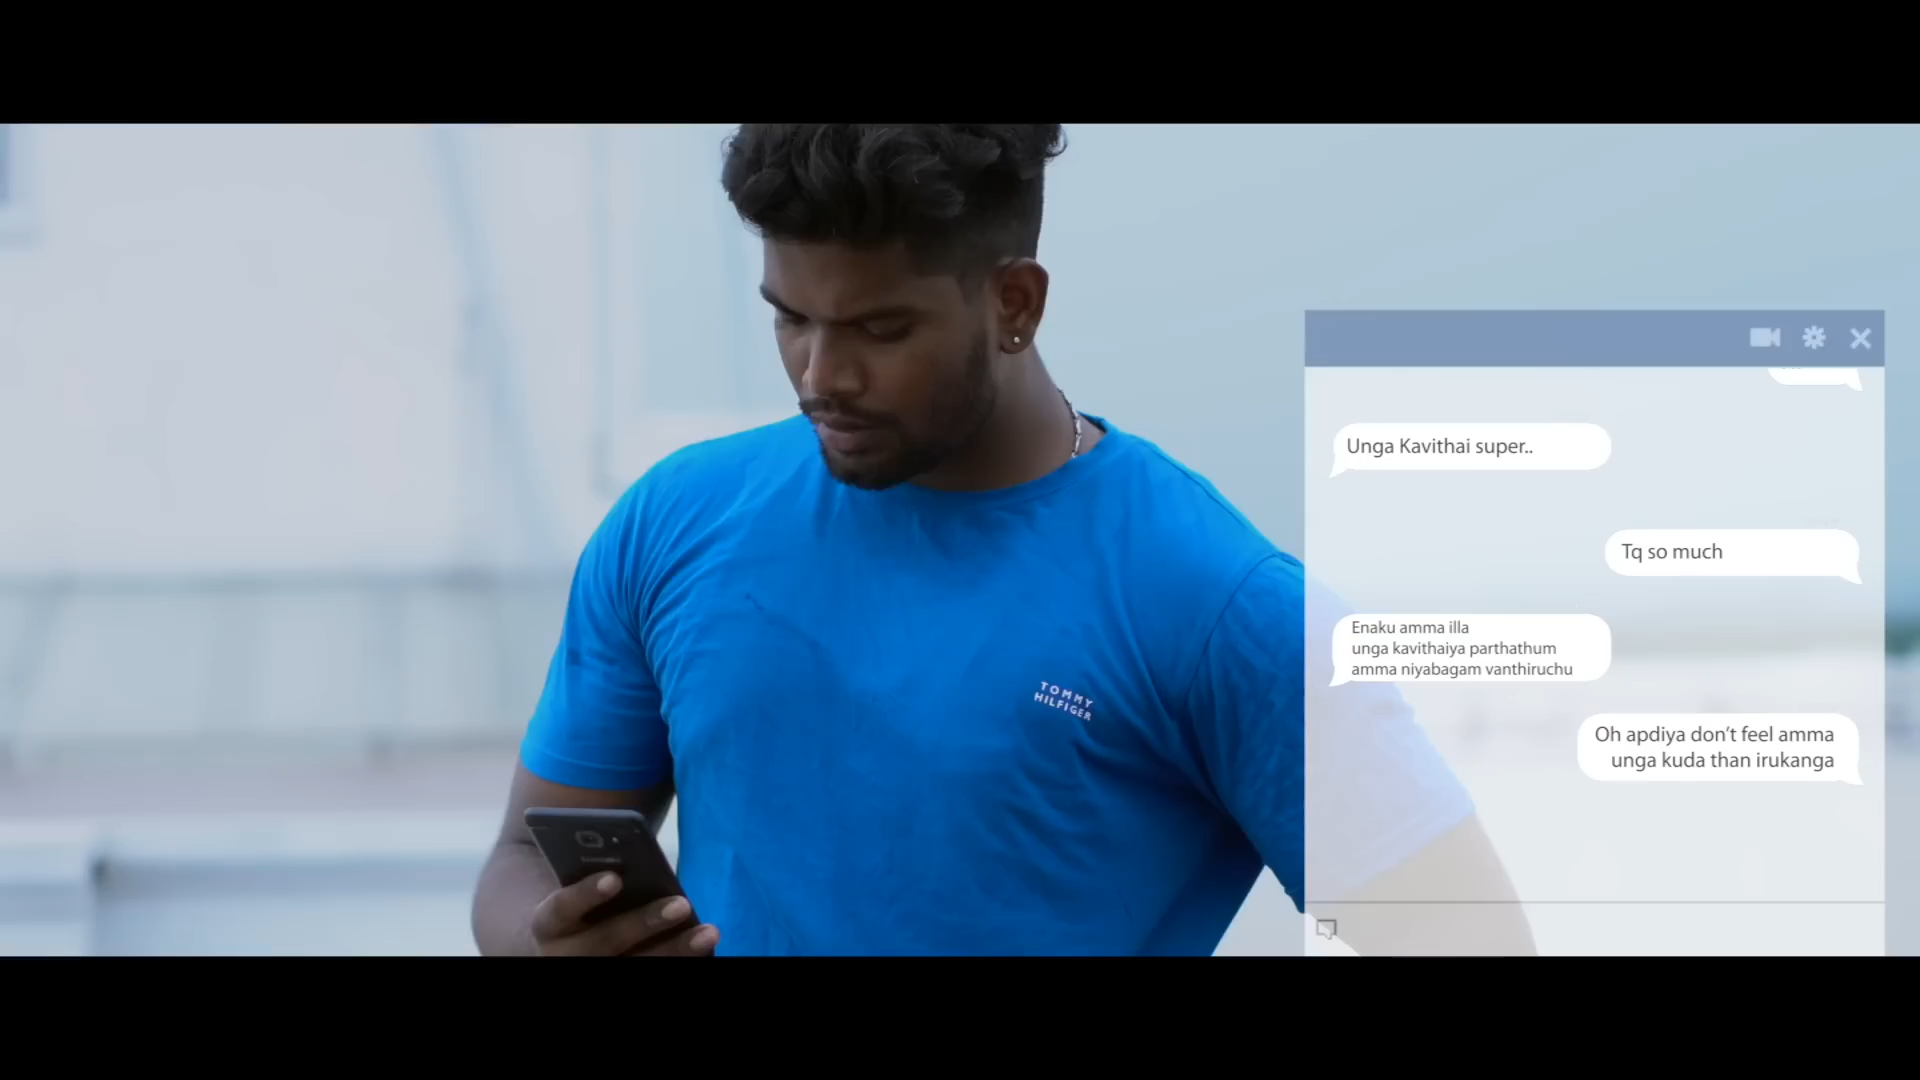 Unga Kavithai super..
Tq so much
Enaku amma illa
unga kavithaiya parthathum
amma niyabagam vanthiruchu
Oh apdiya don't feel amma
unga kuda than irukanga
TOMMY
HILFIGER